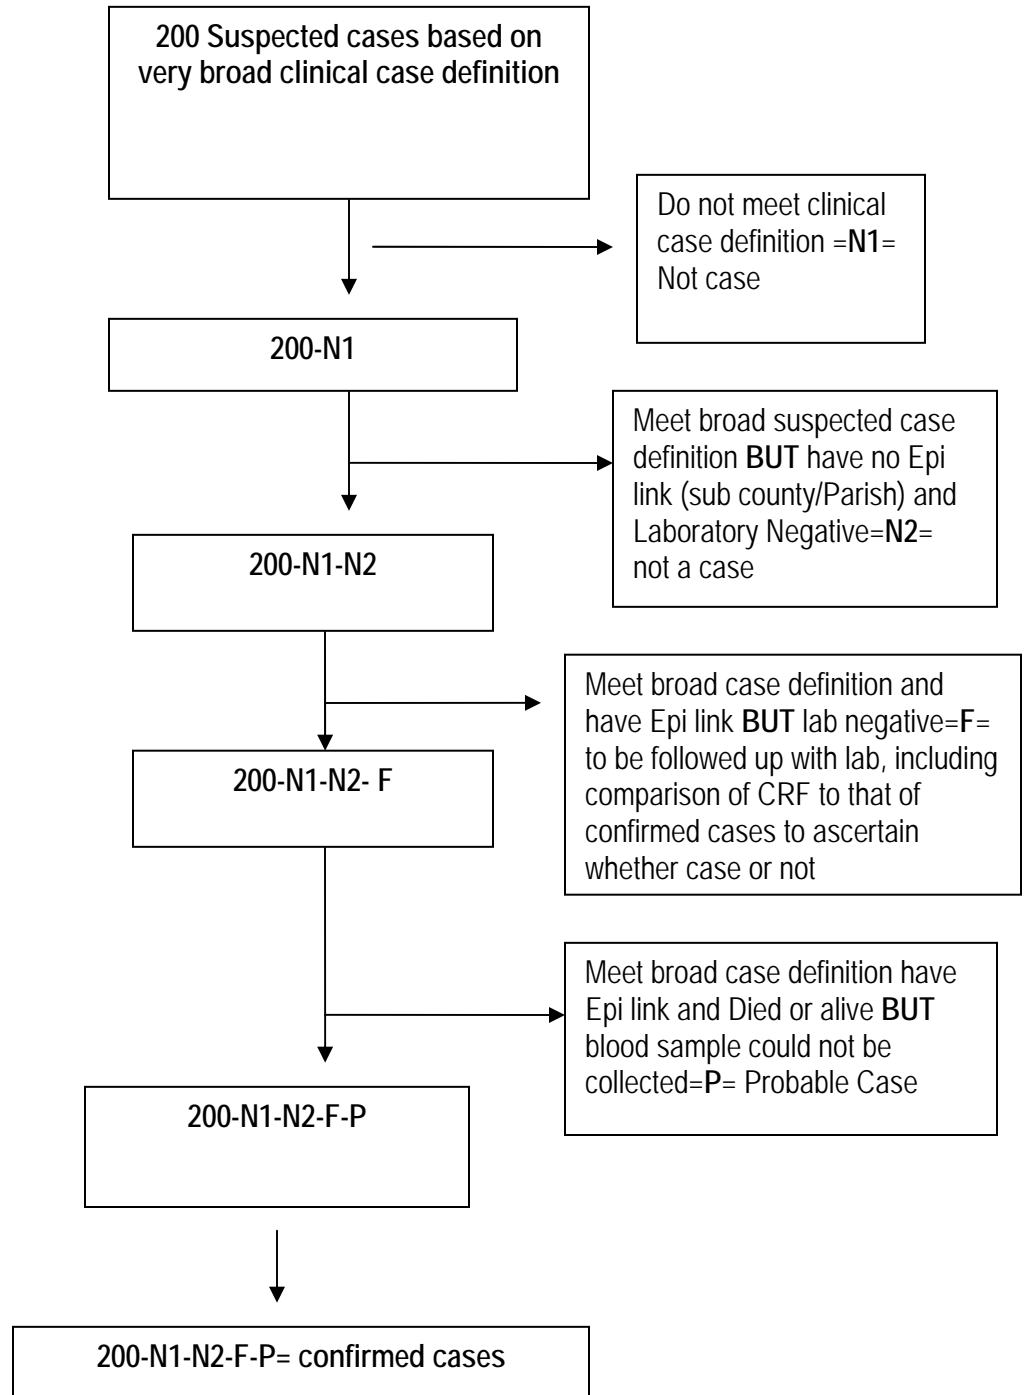 200 Suspected cases based on
very broad clinical case definition
Do not meet clinical
case definition =N1=
Not case
200-N1
Meet broad suspected case
definition BUT have no Epi
link (sub county/Parish) and
Laboratory Negative=N2=
not a case
200-N1-N2
Meet broad case definition and
have Epi link BUT lab negative=F=
to be followed up with lab, including
comparison of CRF to that of
confirmed cases to ascertain
whether case or not
200-N1-N2- F
Meet broad case definition have
Epi link and Died or alive BUT
blood sample could not be
collected=P= Probable Case
200-N1-N2-F-P
200-N1-N2-F-P= confirmed cases